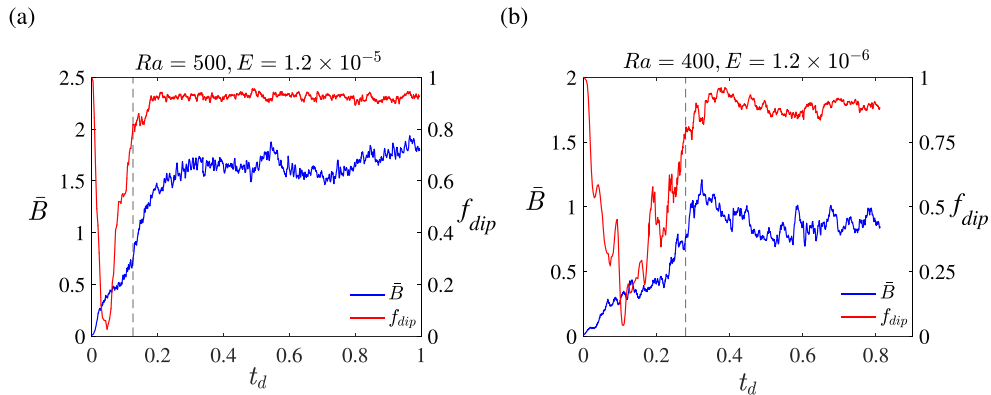 (a)
Ra = 500, E = 1.2 × 10⁻⁵
2.5
2
1.5
1
0.5
0
B̄
1
0.8
0.6
0.4
0.2
0
f_dip
B̄
f_dip
0 0.2 0.4 0.6 0.8 1
t_d
(b)
Ra = 400, E = 1.2 × 10⁻⁶
2
1.5
1
0.5
0
B̄
1
0.75
0.5
0.25
0
f_dip
B̄
f_dip
0 0.2 0.4 0.6 0.8
t_d